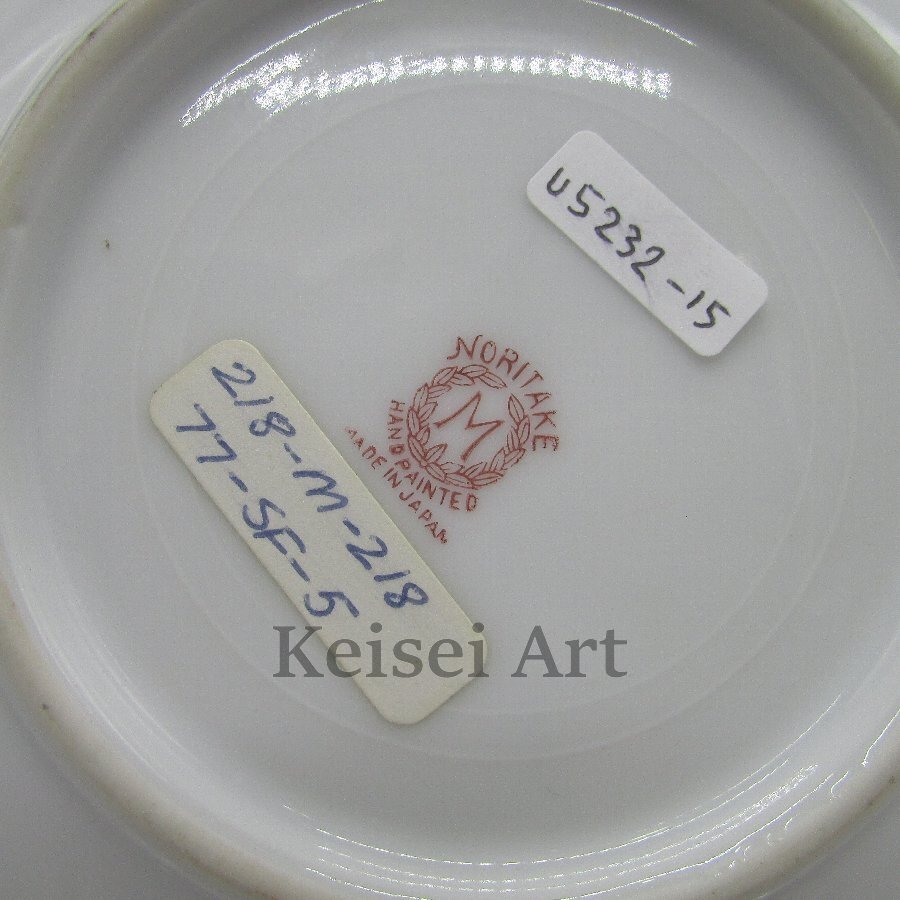 U5232-15
NORITAKE
M
HANDPAINTED
MADE IN JAPAN
218-M-218
77-SF-5
Keisei Art